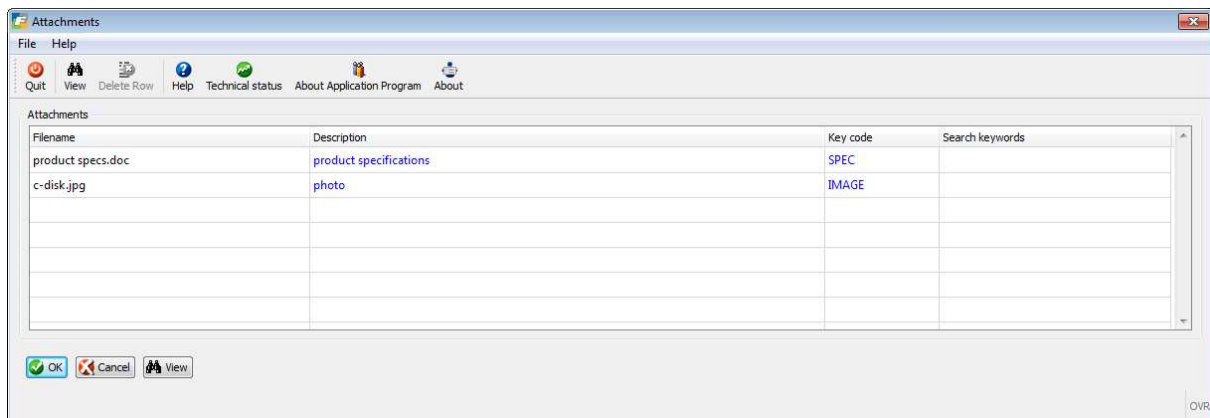 Attachments
File Help
Quit View Delete Row Help Technical status About Application Program About
Attachments
Filename Description Key code Search keywords
product specs.doc product specifications SPEC
c-disk.jpg photo IMAGE
OK Cancel View
OVR